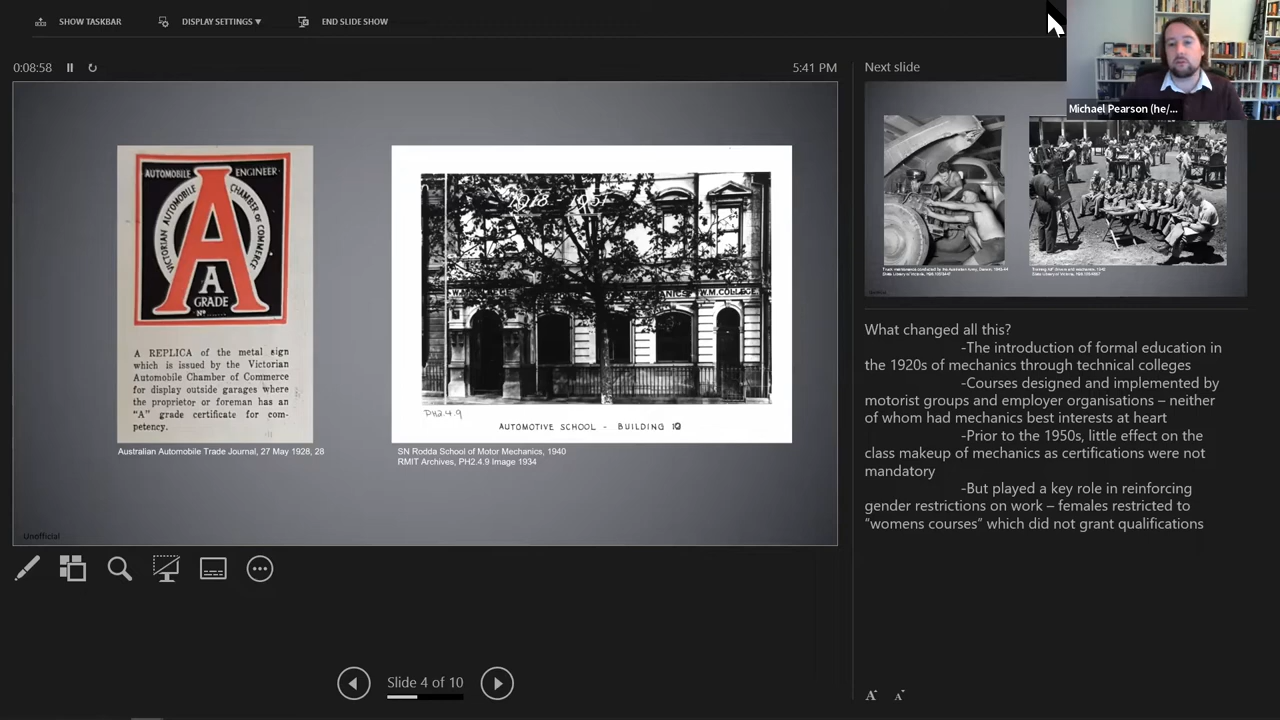 SHOW TASKBAR
DISPLAY SETTINGS ▼
END SLIDE SHOW
0:08:58
5:41 PM
Next slide
Michael Pearson (he/...
AUTOMOBILE ENGINEER
VICTORIAN AUTOMOBILE CHAMBER OF COMMERCE
A
A
GRADE
No
A REPLICA of the metal sign
which is issued by the Victorian
Automobile Chamber of Commerce
for display outside garages where
the proprietor or foreman has an
"A" grade certificate for com-
petency.
Australian Automobile Trade Journal, 27 May 1928, 28
W.M. COLLEGE
PH2.4.9
AUTOMOTIVE SCHOOL - BUILDING
SN Rodda School of Motor Mechanics, 1940
RMIT Archives, PH2.4.9 Image 1934
Unofficial
What changed all this?
-The introduction of formal education in
the 1920s of mechanics through technical colleges
-Courses designed and implemented by
motorist groups and employer organisations – neither
of whom had mechanics best interests at heart
-Prior to the 1950s, little effect on the
class makeup of mechanics as certifications were not
mandatory
-But played a key role in reinforcing
gender restrictions on work – females restricted to
“womens courses” which did not grant qualifications
Slide 4 of 10